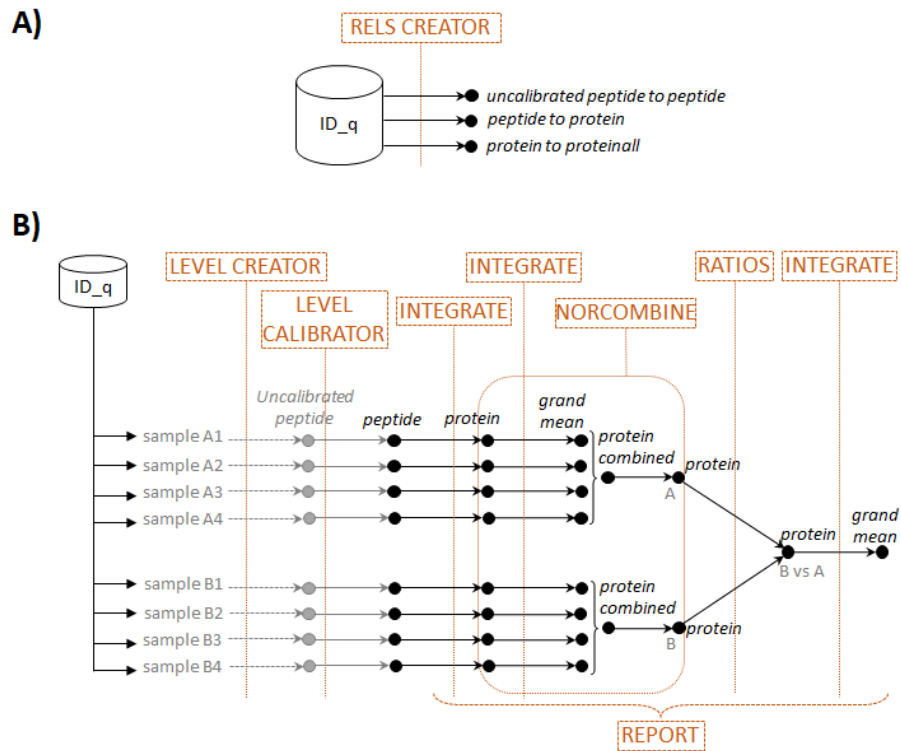 A)
RELS CREATOR
ID_q
uncalibrated peptide to peptide
peptide to protein
protein to proteinall
B)
ID_q
LEVEL CREATOR
INTEGRATE
RATIOS
INTEGRATE
LEVEL
CALIBRATOR
INTEGRATE
NORCOMBINE
Uncalibrated
peptide
peptide
protein
grand
mean
sample A1
sample A2
sample A3
sample A4
protein
combined
A
protein
protein
B vs A
grand
mean
sample B1
sample B2
sample B3
sample B4
protein
combined
B
protein
REPORT